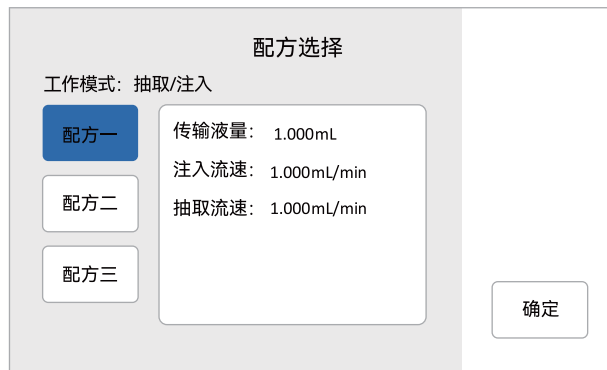 配方选择
工作模式：抽取/注入
配方一
传输液量： 1.000mL
注入流速： 1.000mL/min
配方二
抽取流速： 1.000mL/min
配方三
确定